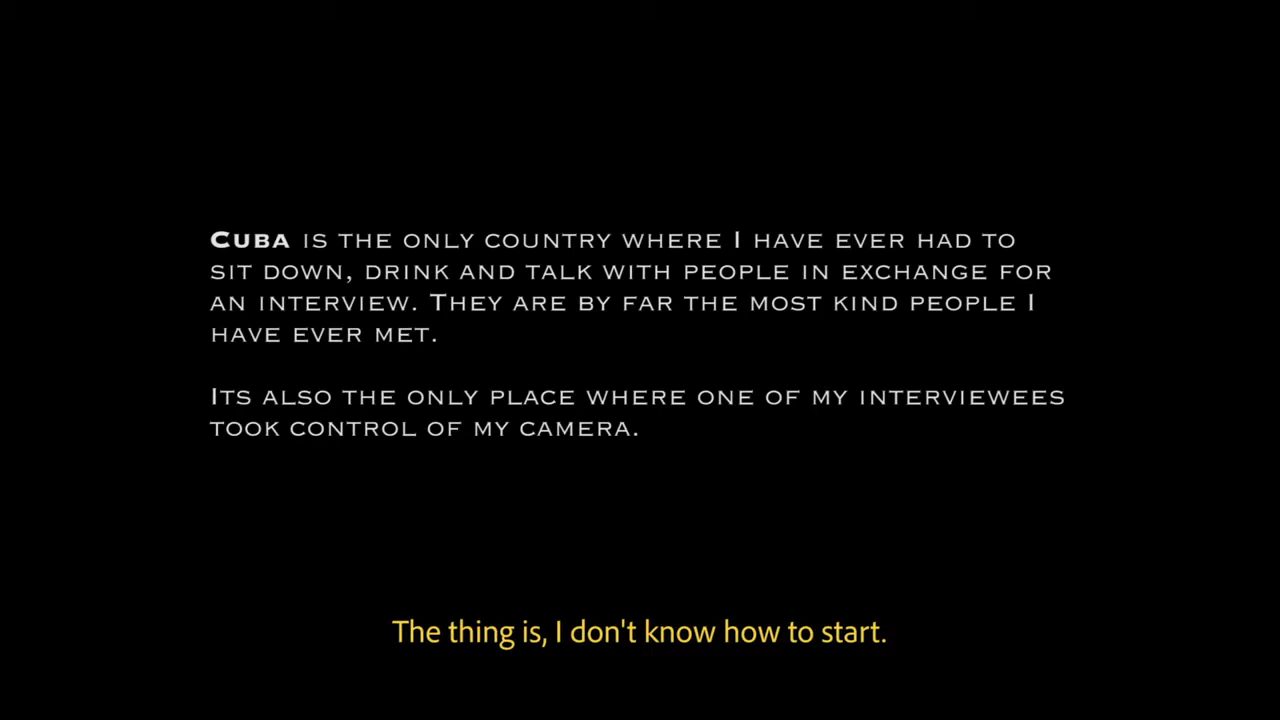 Cuba is the only country where I have ever had to
sit down, drink and talk with people in exchange for
an interview. They are by far the most kind people I
have ever met.
Its also the only place where one of my interviewees
took control of my camera.
The thing is, I don't know how to start.